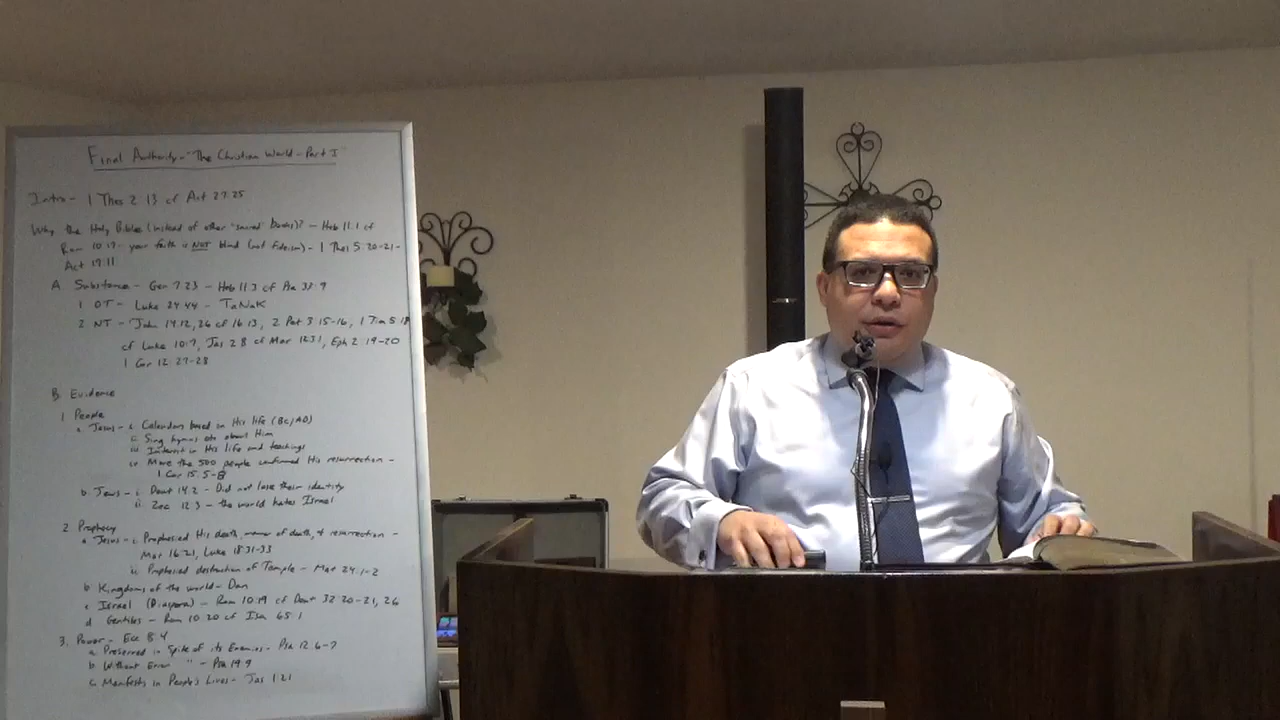 Final Authority - "The Christian World - Part I"
Intro - 1 Thes 2 13 cf Act 27:25
Why the Holy Bible (instead of other "sacred" books)? - Heb 11.1 cf
Rom 10:17 - your faith is NOT blind (not fideism) - 1 Thes 5 20-21 -
Act 17:11
A Substance - Gen 7 23 - Heb 11.3 cf Psa 33:9
1 OT - Luke 24 44 - TaNaK
2 NT - John 14:12, 26 cf 16 13, 2 Pet 3 15-16, 1 Tim 5 18
cf Luke 10:7, Jas 2 8 cf Mar 12 31, Eph 2 19-20
1 Cor 12:27-28
B. Evidence
1 People
a. Jesus - i. Calendar based on His life (BC/AD)
ii. Sing hymns etc about Him
iii Interest in His life and teachings
iv More the 500 people confirmed His resurrection -
1 Cor 15 5-8
b. Jews - i. Deut 14.2 - Did not lose their identity
ii Zec 12 3 - the world hates Israel
2 Prophecy
a Jesus - i. Prophesied His death, manner of death, & resurrection -
Mar 16 21, Luke 18:31-33
ii Prophesied destruction of Temple - Mat 24.1-2
b Kingdoms of the world - Dan
c Israel (Diaspora) - Rom 10:19 cf Deut 32 20-21, 26
d Gentiles - Rom 10 20 cf Isa 65:1
3. Power - Ecc 8 4
a Preserved in Spite of its Enemies - Psa 12.6-7
b Without Error " - Psa 19.9
c Manifests in People's Lives - Jas 1 21